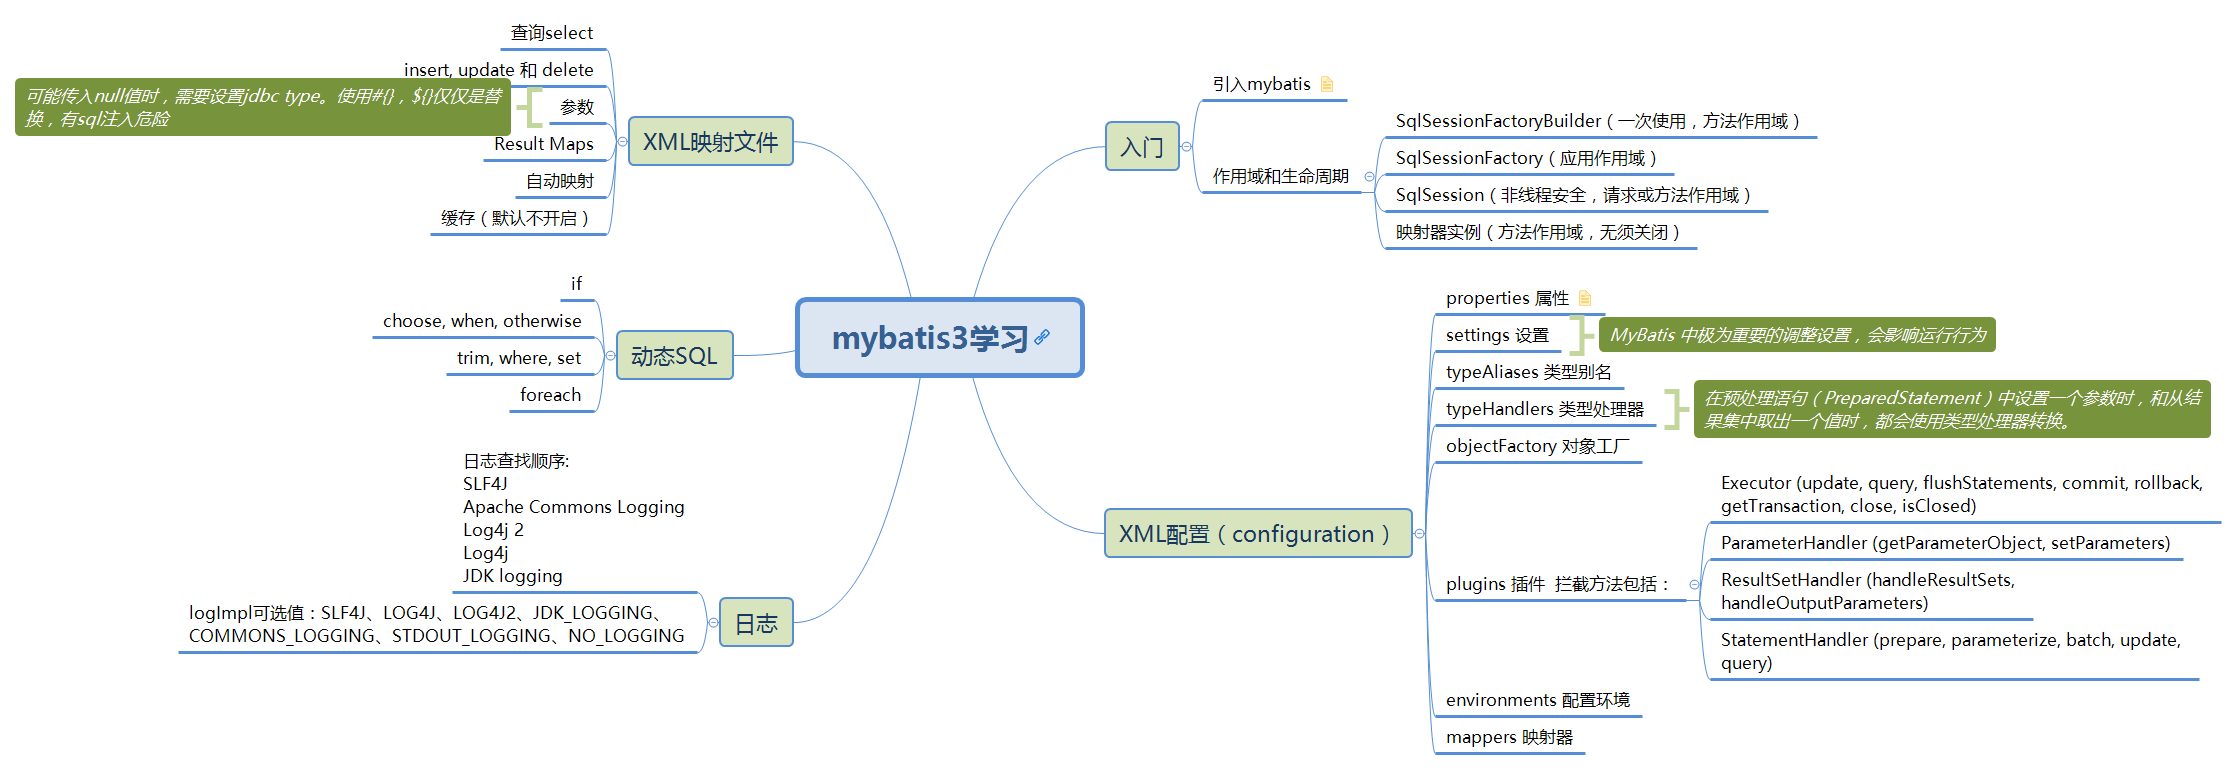 mybatis3学习
入门
引入mybatis
作用域和生命周期
SqlSessionFactoryBuilder（一次使用，方法作用域）
SqlSessionFactory（应用作用域）
SqlSession（非线程安全，请求或方法作用域）
映射器实例（方法作用域，无须关闭）
XML配置（configuration）
properties 属性
settings 设置
MyBatis 中极为重要的调整设置，会影响运行行为
typeAliases 类型别名
typeHandlers 类型处理器
在预处理语句（PreparedStatement）中设置一个参数时，和从结
果集中取出一个值时，都会使用类型处理器转换。
objectFactory 对象工厂
plugins 插件  拦截方法包括：
Executor (update, query, flushStatements, commit, rollback,
getTransaction, close, isClosed)
ParameterHandler (getParameterObject, setParameters)
ResultSetHandler (handleResultSets,
handleOutputParameters)
StatementHandler (prepare, parameterize, batch, update,
query)
environments 配置环境
mappers 映射器
XML映射文件
查询select
insert, update 和 delete
参数
可能传入null值时，需要设置jdbc type。使用#{}，${}仅仅是替
换，有sql注入危险
Result Maps
自动映射
缓存（默认不开启）
动态SQL
if
choose, when, otherwise
trim, where, set
foreach
日志
日志查找顺序:
SLF4J
Apache Commons Logging
Log4j 2
Log4j
JDK logging
logImpl可选值：SLF4J、LOG4J、LOG4J2、JDK_LOGGING、
COMMONS_LOGGING、STDOUT_LOGGING、NO_LOGGING